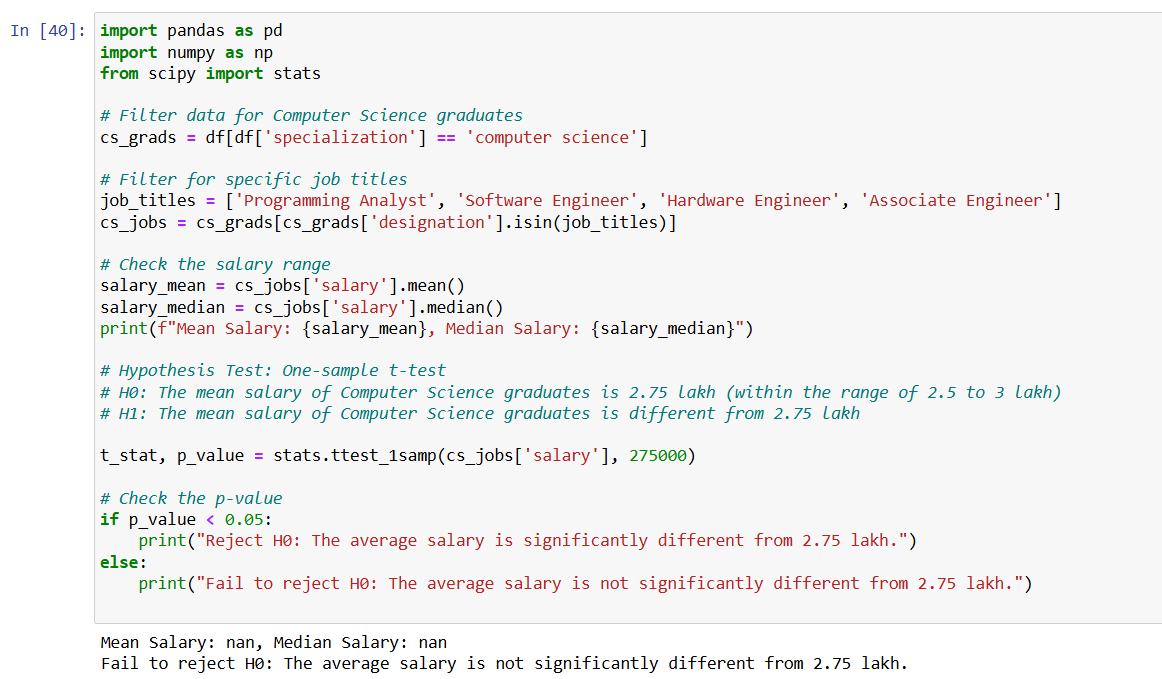 In [40]: import pandas as pd
import numpy as np
from scipy import stats
# Filter data for Computer Science graduates
cs_grads = df[df['specialization'] == 'computer science']
# Filter for specific job titles
job_titles = ['Programming Analyst', 'Software Engineer', 'Hardware Engineer', 'Associate Engineer']
cs_jobs = cs_grads[cs_grads['designation'].isin(job_titles)]
# Check the salary range
salary_mean = cs_jobs['salary'].mean()
salary_median = cs_jobs['salary'].median()
print(f"Mean Salary: {salary_mean}, Median Salary: {salary_median}")
# Hypothesis Test: One-sample t-test
# H0: The mean salary of Computer Science graduates is 2.75 lakh (within the range of 2.5 to 3 lakh)
# H1: The mean salary of Computer Science graduates is different from 2.75 lakh
t_stat, p_value = stats.ttest_1samp(cs_jobs['salary'], 275000)
# Check the p-value
if p_value < 0.05:
    print("Reject H0: The average salary is significantly different from 2.75 lakh.")
else:
    print("Fail to reject H0: The average salary is not significantly different from 2.75 lakh.")
Mean Salary: nan, Median Salary: nan
Fail to reject H0: The average salary is not significantly different from 2.75 lakh.